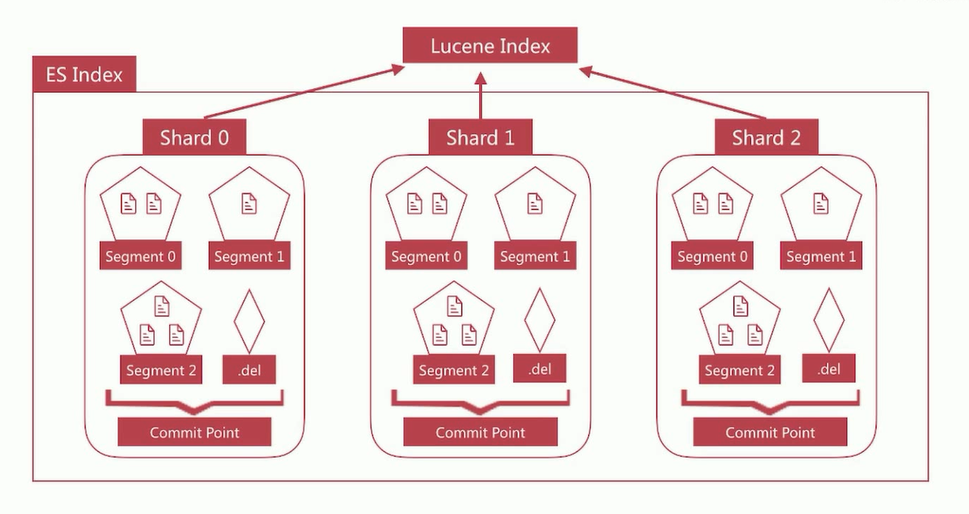 Lucene Index
ES Index
Shard 0
Shard 1
Shard 2
Segment 0
Segment 1
Segment 0
Segment 1
Segment 0
Segment 1
Segment 2
.del
Segment 2
.del
Segment 2
.del
Commit Point
Commit Point
Commit Point